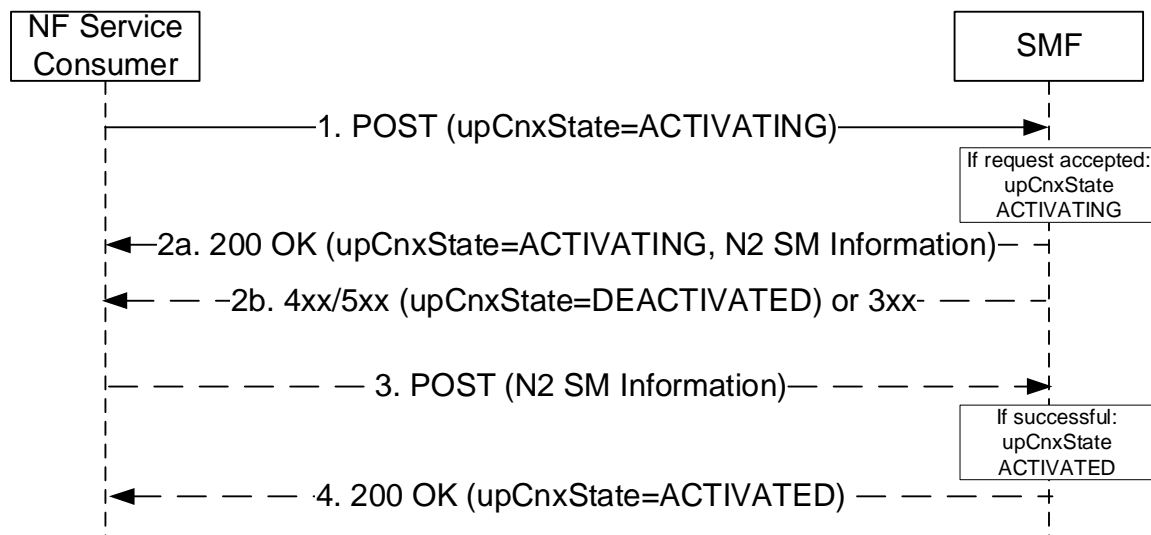 NF Service
Consumer
SMF
1. POST (upCnxState=ACTIVATING)
If request accepted:
upCnxState
ACTIVATING
2a. 200 OK (upCnxState=ACTIVATING, N2 SM Information)
2b. 4xx/5xx (upCnxState=DEACTIVATED) or 3xx
3. POST (N2 SM Information)
If successful:
upCnxState
ACTIVATED
4. 200 OK (upCnxState=ACTIVATED)